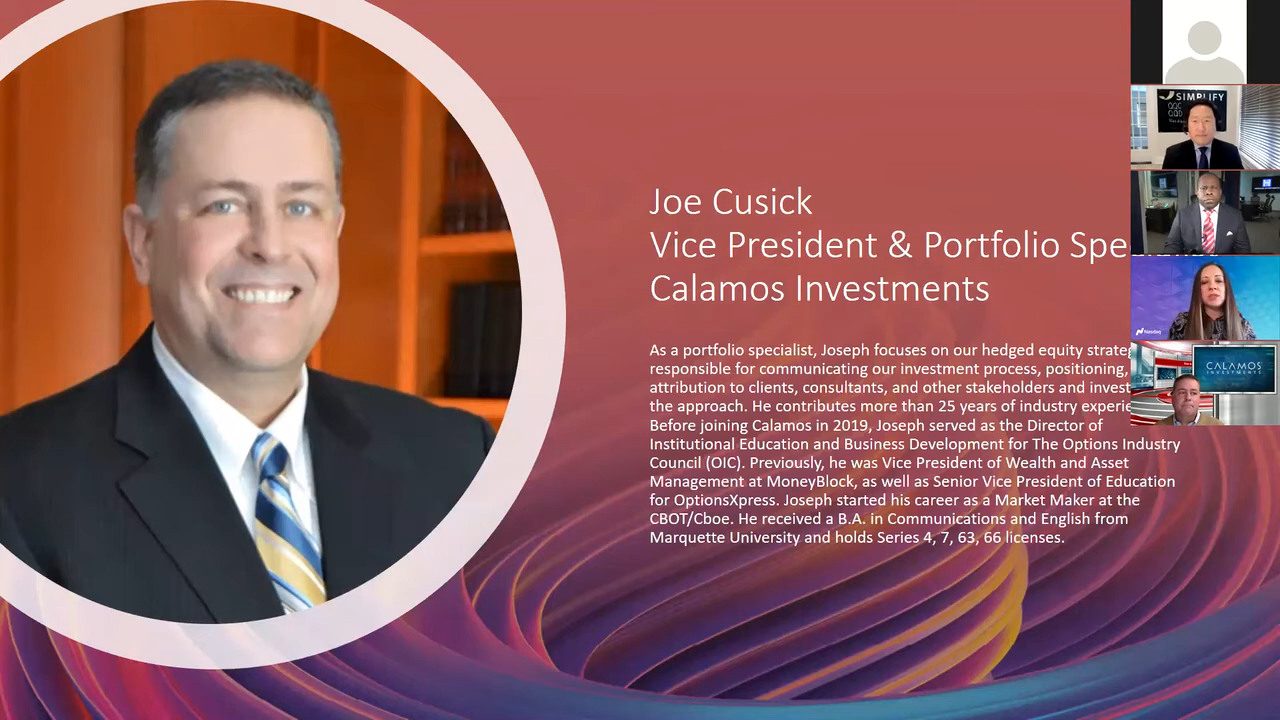 Joe Cusick
Vice President & Portfolio
Calamos Investments
As a portfolio specialist, Joseph focuses on our hedged equity
responsible for communicating our investment process, positioning,
attribution to clients, consultants, and other stakeholders and
the approach. He contributes more than 25 years of industry
Before joining Calamos in 2019, Joseph served as the Director of
Institutional Education and Business Development for The Options Industry
Council (OIC). Previously, he was Vice President of Wealth and Asset
Management at MoneyBlock, as well as Senior Vice President of Education
for OptionsXpress. Joseph started his career as a Market Maker at the
CBOT/Cboe. He received a B.A. in Communications and English from
Marquette University and holds Series 4, 7, 63, 66 licenses.
SIMPLIFY
Nasdaq
CALAMOS
INVESTMENTS